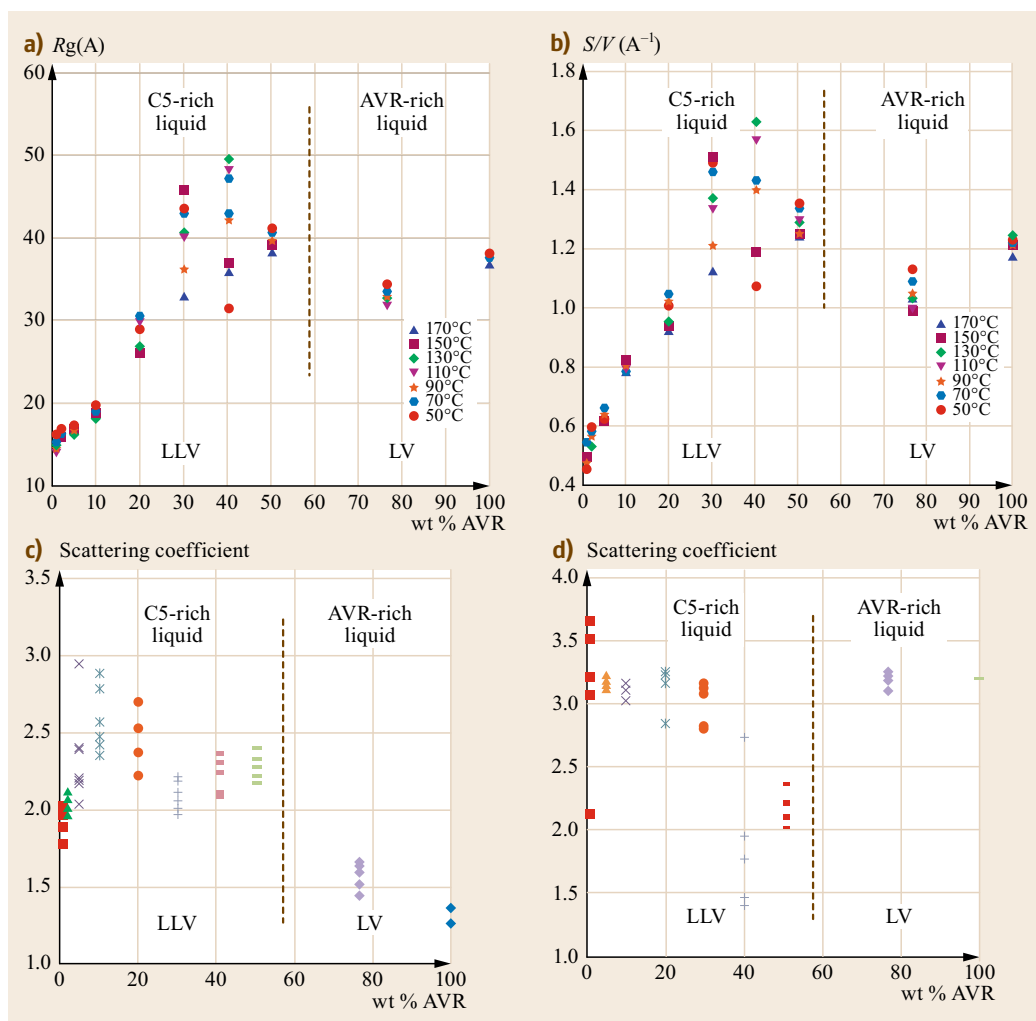 a) Rg(A)
60
50
40
30
20
10
0 10 20 30 40 50 60 70 80 90 100
wt % AVR
C5-rich
liquid
AVR-rich
liquid
LLV
LV
170°C
150°C
130°C
110°C
90°C
70°C
50°C
b) S/V (A⁻¹)
1.8
1.6
1.4
1.2
1.0
0.8
0.6
0.4
0 10 20 30 40 50 60 70 80 90 100
wt % AVR
C5-rich
liquid
AVR-rich
liquid
LLV
LV
170°C
150°C
130°C
110°C
90°C
70°C
50°C
c) Scattering coefficient
3.5
3.0
2.5
2.0
1.5
1.0
0 20 40 60 80 100
wt % AVR
C5-rich
liquid
AVR-rich
liquid
LLV
LV
d) Scattering coefficient
4.0
3.5
3.0
2.5
2.0
1.5
1.0
0 20 40 60 80 100
wt % AVR
C5-rich
liquid
AVR-rich
liquid
LLV
LV